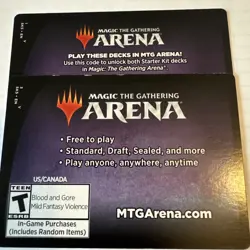 MAGIC THE GATHERING
ARENA
PLAY THESE DECKS IN MTG ARENA!
Use this code to unlock both Starter Kit decks
in Magic: The Gathering Arena
MAGIC THE GATHERING
ARENA
• Free to play
• Standard, Draft, Sealed, and more
• Play anyone, anywhere, anytime
US/CANADA
TEEN
T
ESRB
Blood and Gore
Mild Fantasy Violence
In-Game Purchases
(Includes Random Items)
MTGArena.com